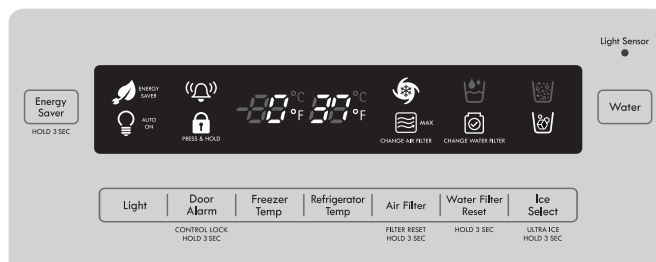 Light Sensor
Energy
Saver
HOLD 3 SEC
ENERGY
SAVER
AUTO
ON
PRESS & HOLD
0 °C
°F
37 °C
°F
MAX
CHANGE AIR FILTER
CHANGE WATER FILTER
Water
Light
Door
Alarm
CONTROL LOCK
HOLD 3 SEC
Freezer
Temp
Refrigerator
Temp
Air Filter
FILTER RESET
HOLD 3 SEC
Water Filter
Reset
HOLD 3 SEC
Ice
Select
ULTRA ICE
HOLD 3 SEC